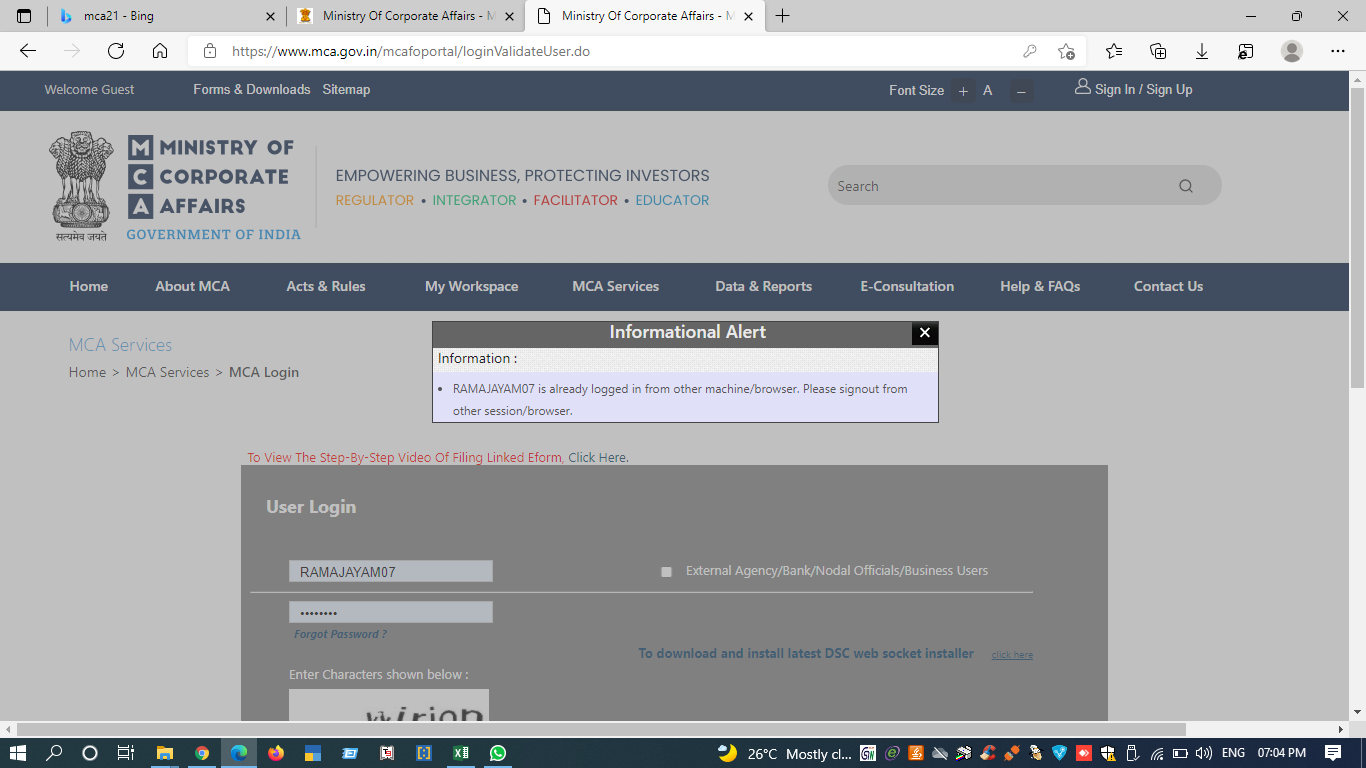 mca21 - Bing
Ministry Of Corporate Affairs - M
Ministry Of Corporate Affairs - M
https://www.mca.gov.in/mcafoportal/loginValidateUser.do
Welcome Guest
Forms & Downloads
Sitemap
Font Size + A –
Sign In / Sign Up
MINISTRY OF
CORPORATE
AFFAIRS
GOVERNMENT OF INDIA
सत्यमेव जयते
EMPOWERING BUSINESS, PROTECTING INVESTORS
REGULATOR • INTEGRATOR • FACILITATOR • EDUCATOR
Search
Home About MCA Acts & Rules My Workspace MCA Services Data & Reports E-Consultation Help & FAQs Contact Us
MCA Services
Home > MCA Services > MCA Login
Informational Alert
Information :
• RAMAJAYAM07 is already logged in from other machine/browser. Please signout from
other session/browser.
To View The Step-By-Step Video Of Filing Linked Eform, Click Here.
User Login
RAMAJAYAM07
External Agency/Bank/Nodal Officials/Business Users
••••••••
Forgot Password ?
To download and install latest DSC web socket installer click here
Enter Characters shown below :
26°C Mostly cl...
ENG
07:04 PM